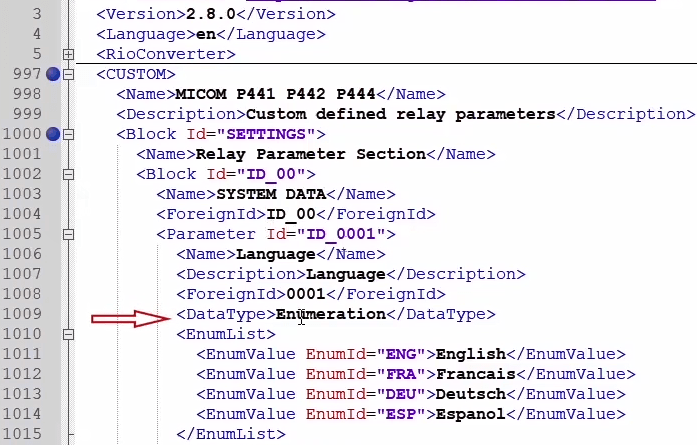 3 <Version>2.8.0</Version>
4 <Language>en</Language>
5 <RioConverter>
997 <CUSTOM>
998 <Name>MICOM P441 P442 P444</Name>
999 <Description>Custom defined relay parameters</Description>
1000 <Block Id="SETTINGS">
1001 <Name>Relay Parameter Section</Name>
1002 <Block Id="ID_00">
1003 <Name>SYSTEM DATA</Name>
1004 <ForeignId>ID_00</ForeignId>
1005 <Parameter Id="ID_0001">
1006 <Name>Language</Name>
1007 <Description>Language</Description>
1008 <ForeignId>0001</ForeignId>
1009 <DataType>Enumeration</DataType>
1010 <EnumList>
1011 <EnumValue EnumId="ENG">English</EnumValue>
1012 <EnumValue EnumId="FRA">Francais</EnumValue>
1013 <EnumValue EnumId="DEU">Deutsch</EnumValue>
1014 <EnumValue EnumId="ESP">Espanol</EnumValue>
1015 </EnumList>